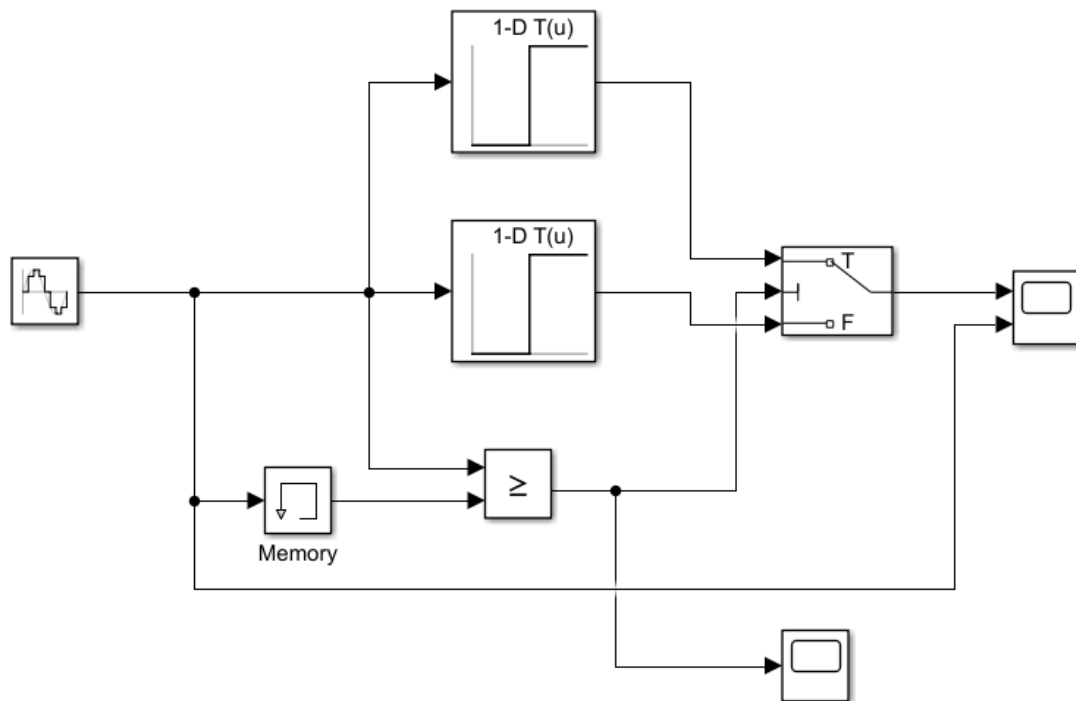 1-D T(u)
1-D T(u)
T
F
≥
Memory